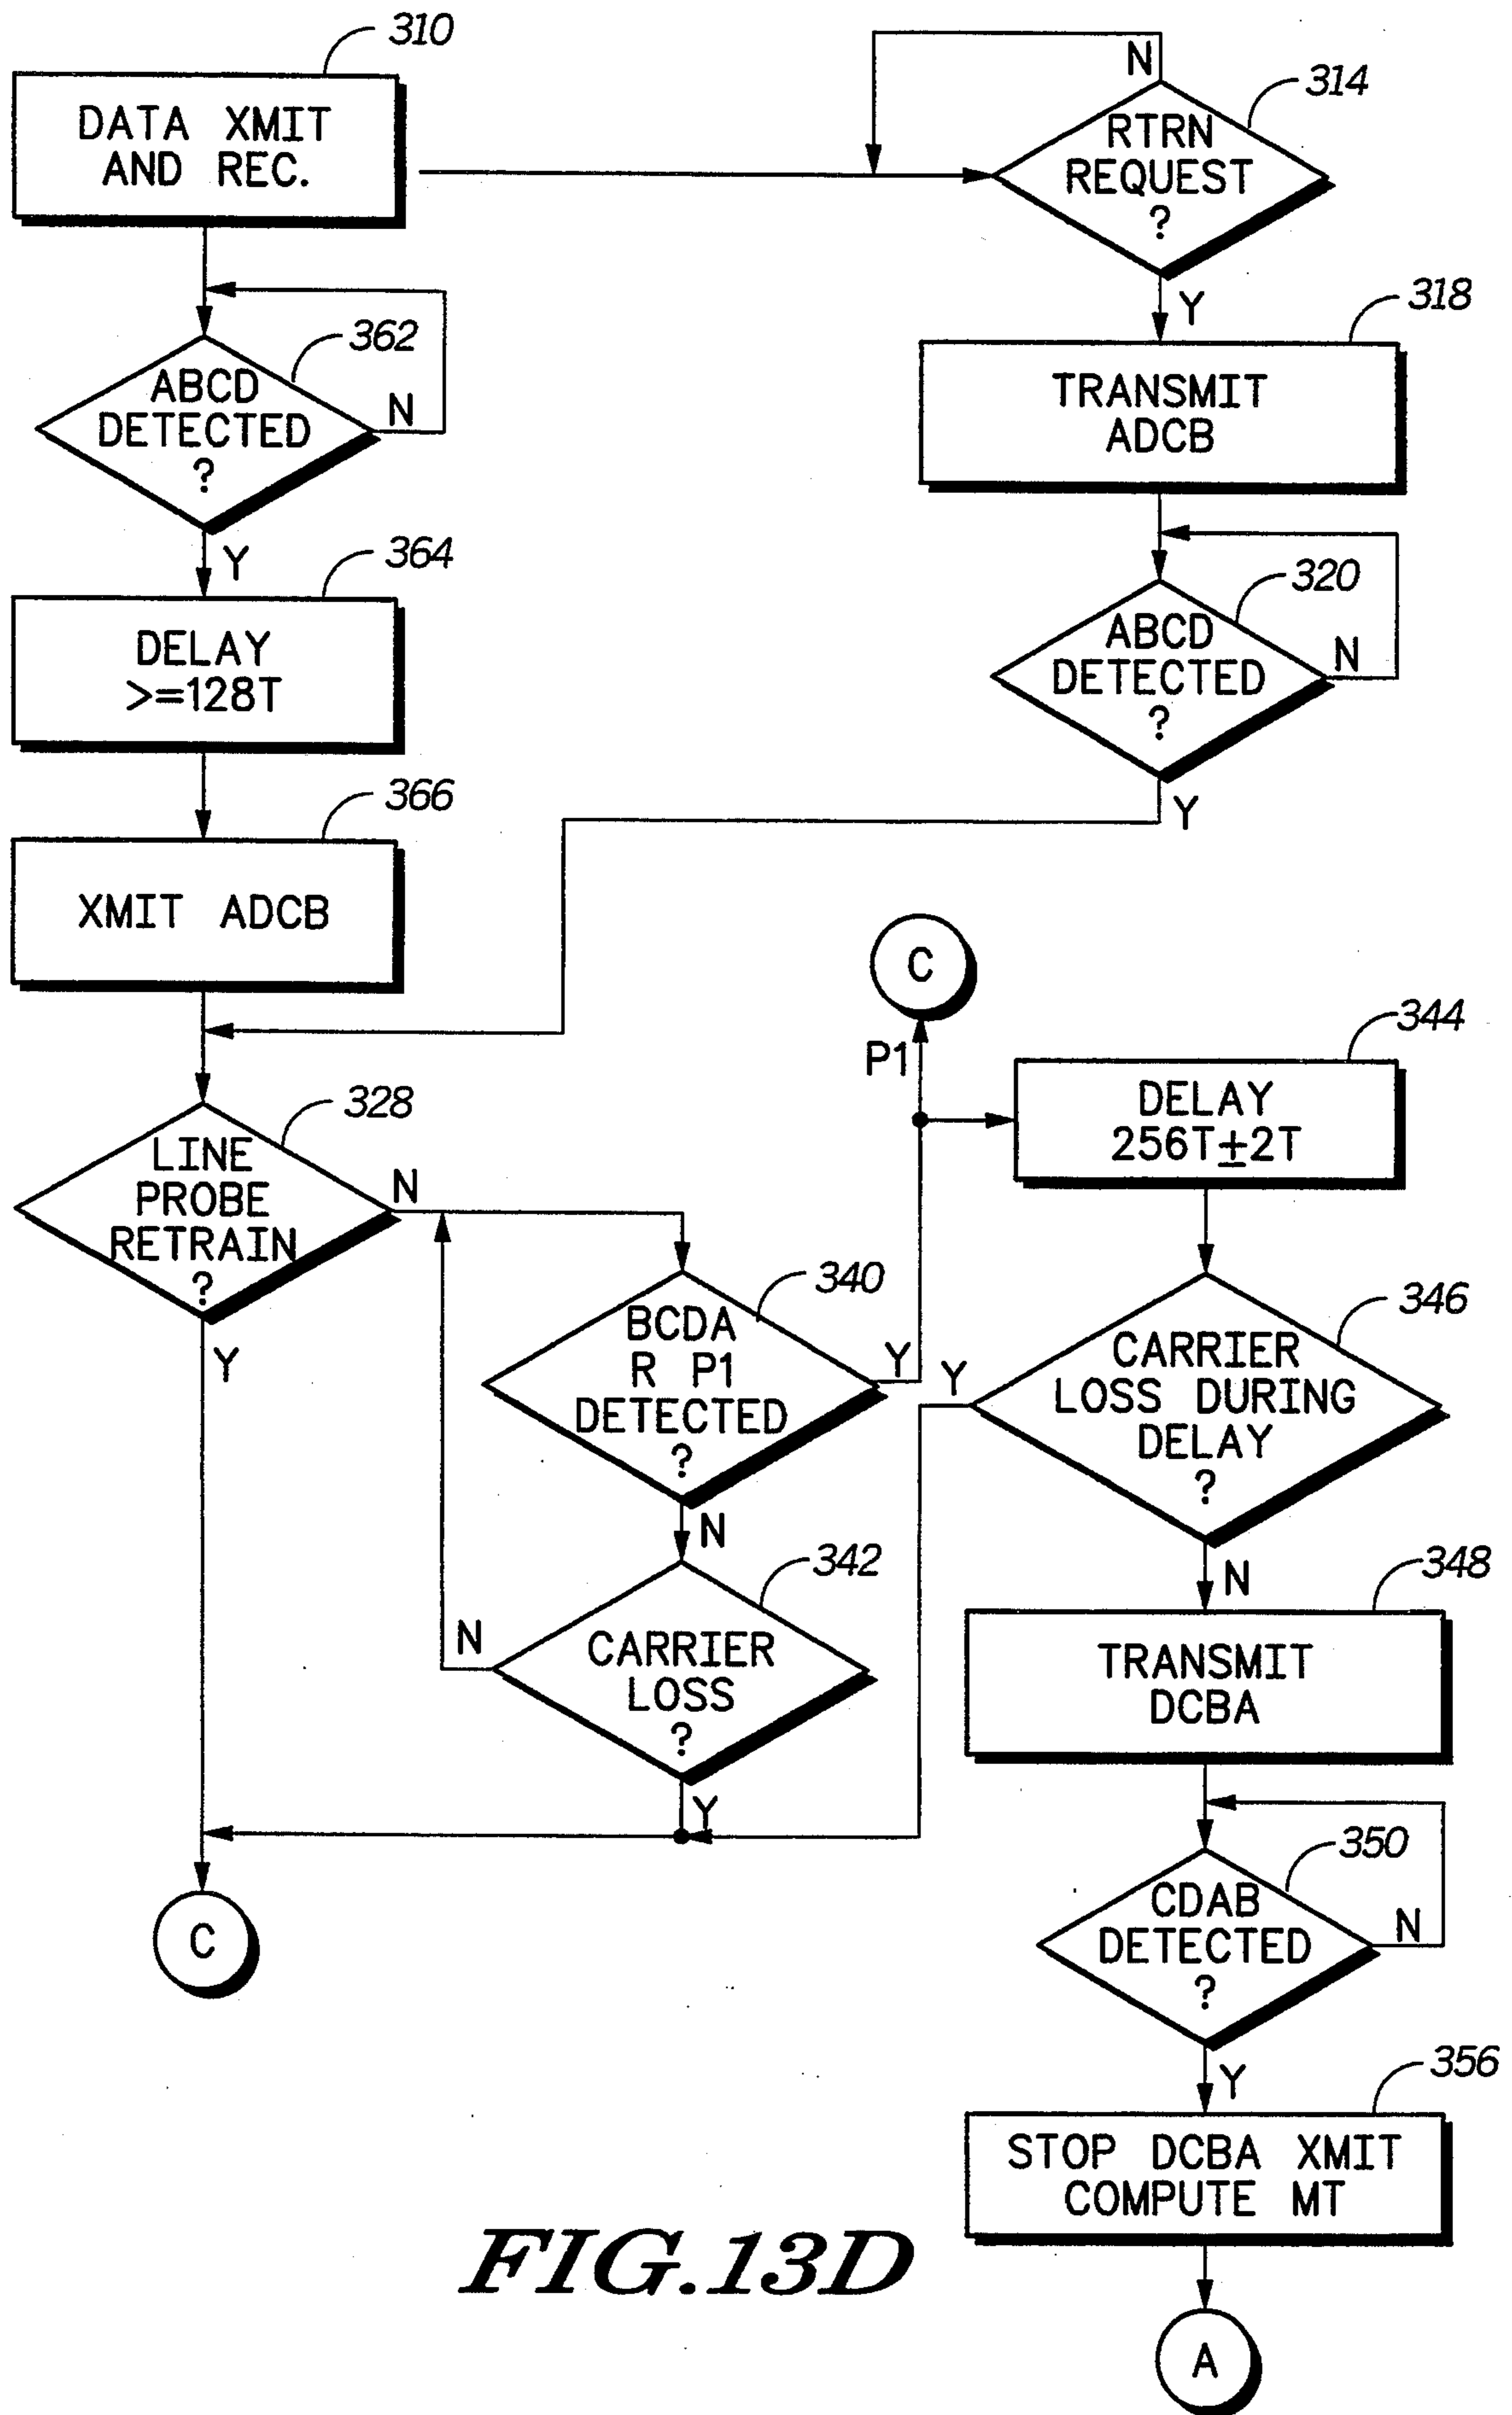 310
DATA XMIT
AND REC.
N
314
RTRN
REQUEST
?
Y
318
TRANSMIT
ADCB
320
ABCD
DETECTED
?
N
Y
362
ABCD
DETECTED
?
N
Y
364
DELAY
>=128T
366
XMIT ADCB
328
LINE
PROBE
RETRAIN
?
N
Y
C
P1
340
BCDA
R P1
DETECTED
?
Y
N
342
CARRIER
LOSS
?
N
Y
C
344
DELAY
256T±2T
346
CARRIER
LOSS DURING
DELAY
?
Y
N
348
TRANSMIT
DCBA
350
CDAB
DETECTED
?
N
Y
356
STOP DCBA XMIT
COMPUTE MT
A
FIG.13D